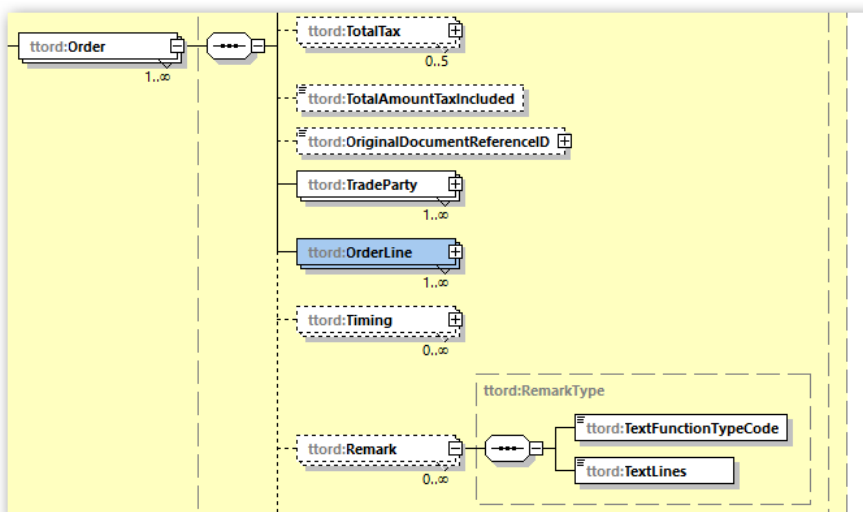 ttord:Order
1..∞
ttord:TotalTax
0..5
ttord:TotalAmountTaxIncluded
ttord:OriginalDocumentReferenceID
ttord:TradeParty
1..∞
ttord:OrderLine
1..∞
ttord:Timing
0..∞
ttord:RemarkType
ttord:Remark
0..∞
ttord:TextFunctionTypeCode
ttord:TextLines